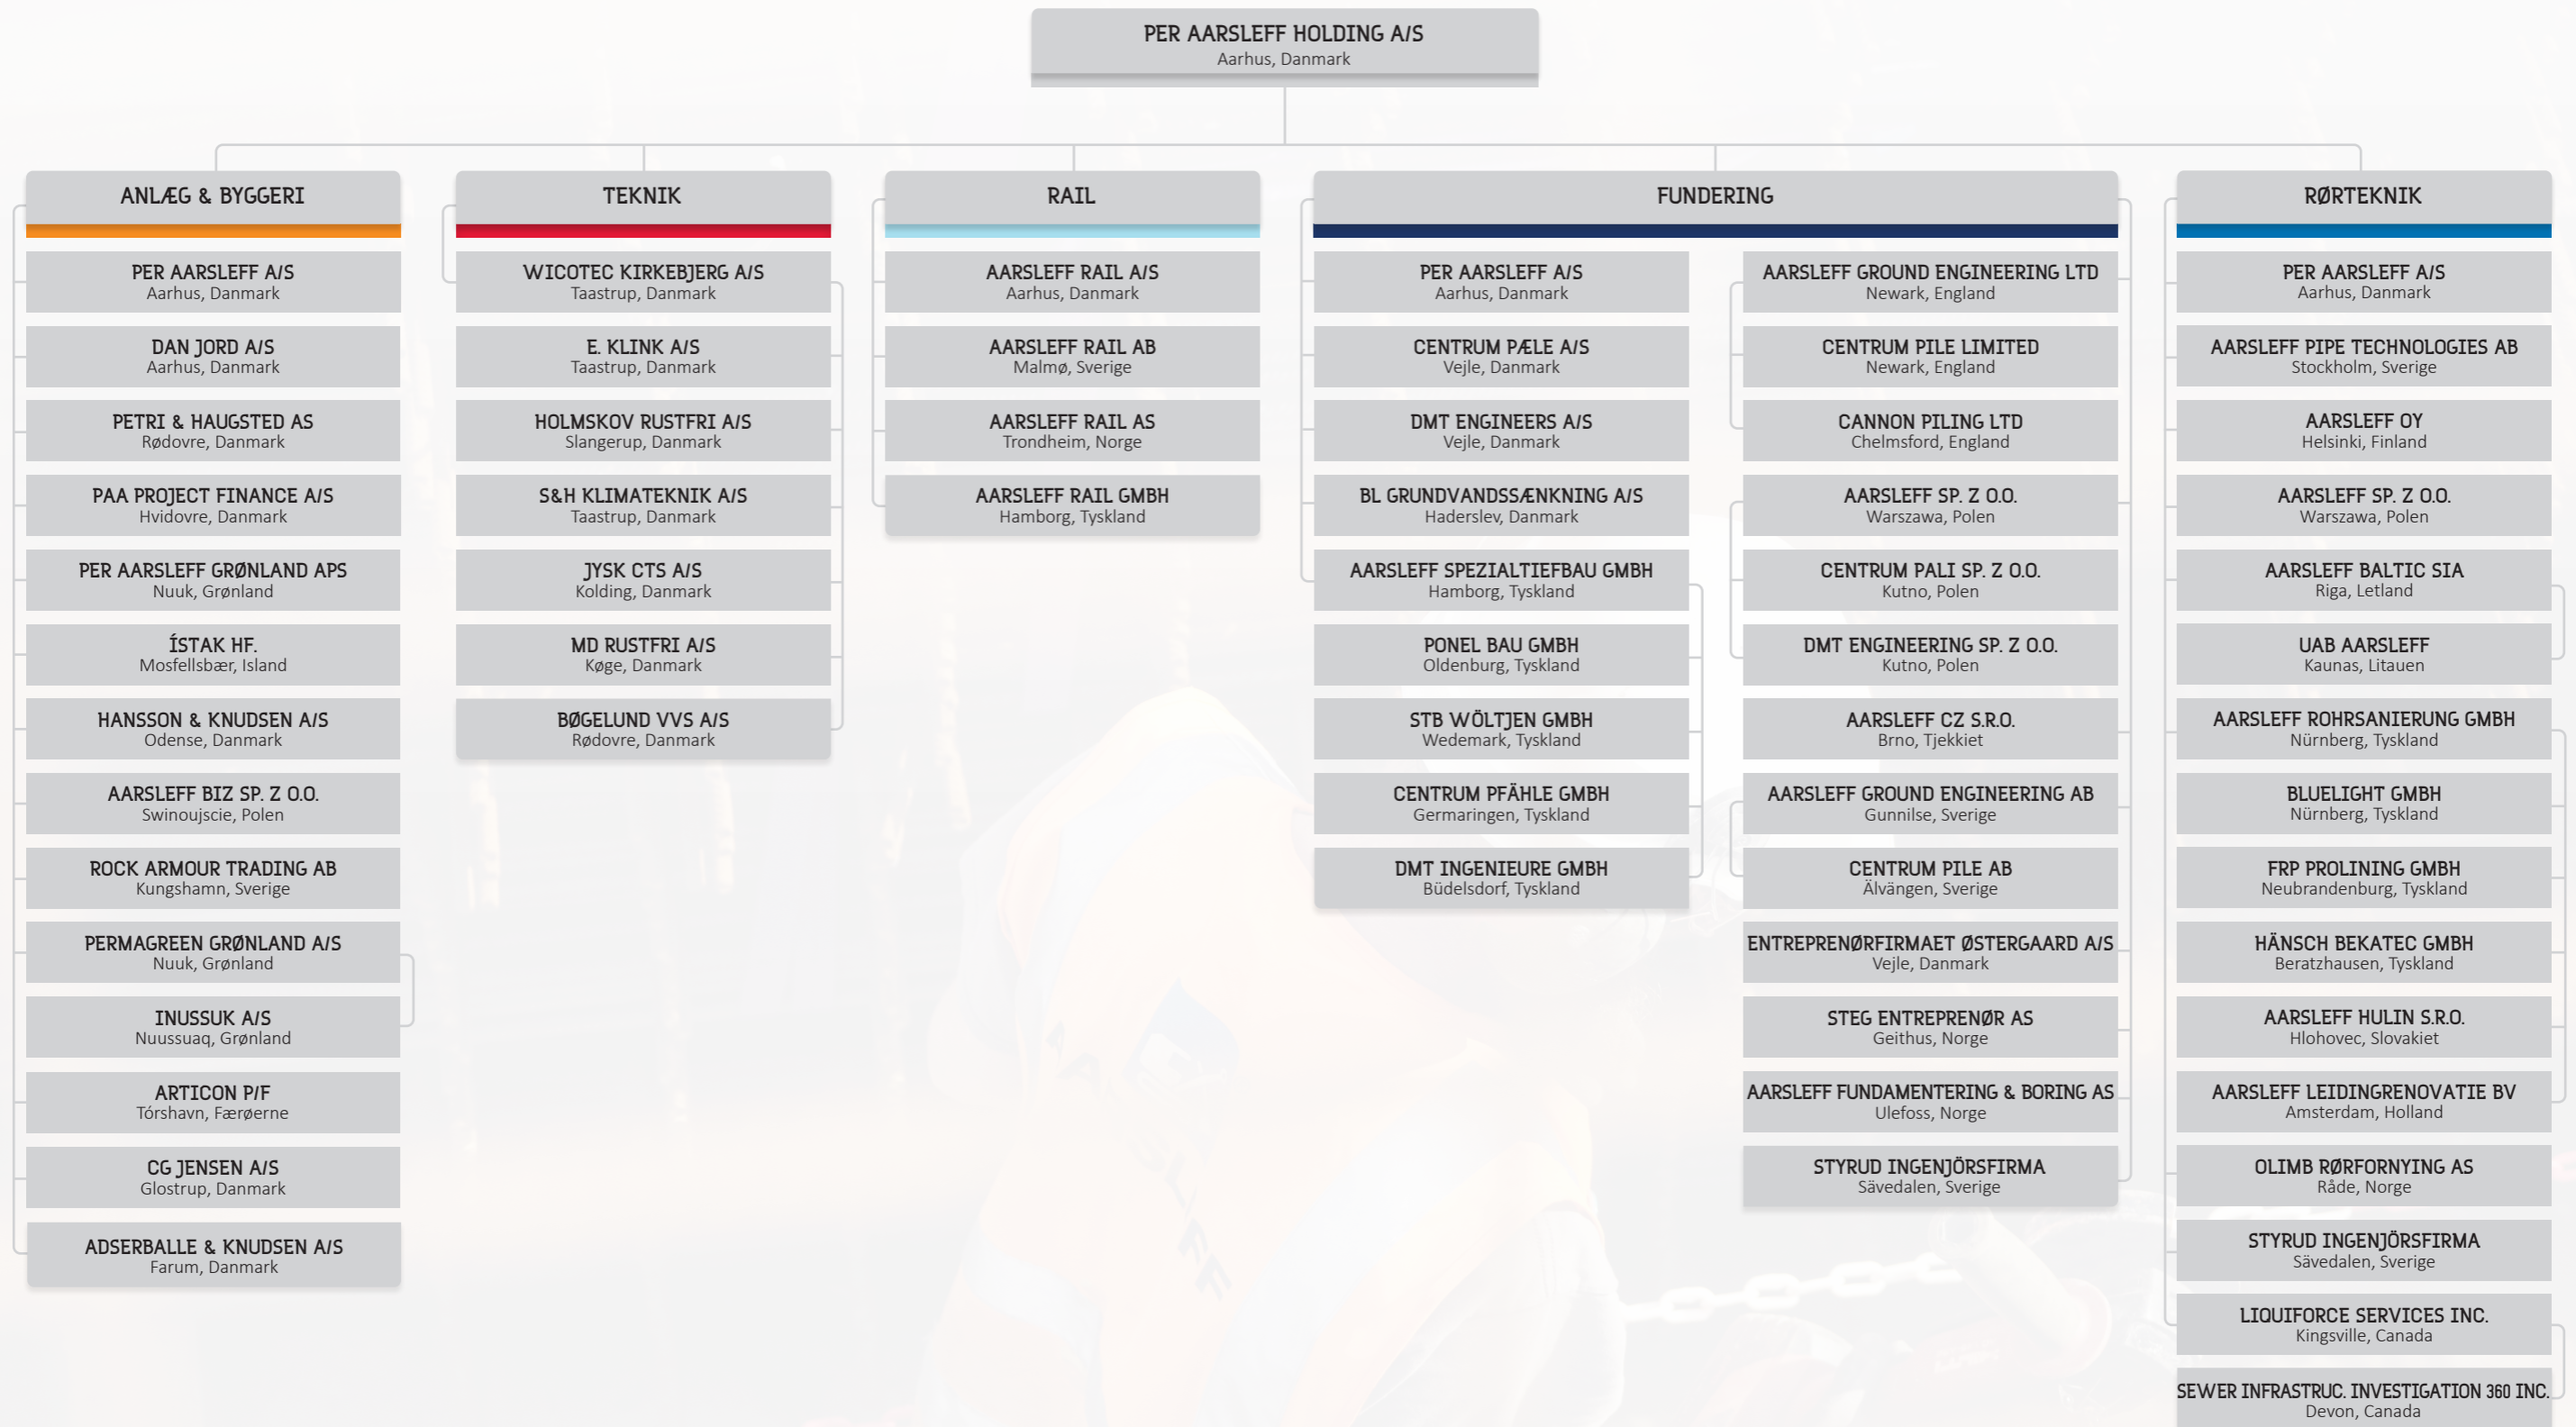 PER AARSLEFF HOLDING A/S
Aarhus, Danmark
ANLÆG & BYGGERI
PER AARSLEFF A/S
Aarhus, Danmark
DAN JORD A/S
Aarhus, Danmark
PETRI & HAUGSTED AS
Rødovre, Danmark
PAA PROJECT FINANCE A/S
Hvidovre, Danmark
PER AARSLEFF GRØNLAND APS
Nuuk, Grønland
ÍSTAK HF.
Mosfellsbær, Island
HANSSON & KNUDSEN A/S
Odense, Danmark
AARSLEFF BIZ SP. Z O.O.
Swinoujscie, Polen
ROCK ARMOUR TRADING AB
Kungshamn, Sverige
PERMAGREEN GRØNLAND A/S
Nuuk, Grønland
INUSSUK A/S
Nuussuaq, Grønland
ARTICON P/F
Tórshavn, Færøerne
CG JENSEN A/S
Glostrup, Danmark
ADSERBALLE & KNUDSEN A/S
Farum, Danmark
TEKNIK
WICOTEC KIRKEBJERG A/S
Taastrup, Danmark
E. KLINK A/S
Taastrup, Danmark
HOLMSKOV RUSTFRI A/S
Slangerup, Danmark
S&H KLIMATEKNIK A/S
Taastrup, Danmark
JYSK CTS A/S
Kolding, Danmark
MD RUSTFRI A/S
Køge, Danmark
BØGELUND VVS A/S
Rødovre, Danmark
RAIL
AARSLEFF RAIL A/S
Aarhus, Danmark
AARSLEFF RAIL AB
Malmø, Sverige
AARSLEFF RAIL AS
Trondheim, Norge
AARSLEFF RAIL GMBH
Hamborg, Tyskland
FUNDERING
PER AARSLEFF A/S
Aarhus, Danmark
CENTRUM PÆLE A/S
Vejle, Danmark
DMT ENGINEERS A/S
Vejle, Danmark
BL GRUNDVANDSSÆNKNING A/S
Haderslev, Danmark
AARSLEFF SPEZIALTIEFBAU GMBH
Hamborg, Tyskland
PONEL BAU GMBH
Oldenburg, Tyskland
STB WÖLTJEN GMBH
Wedemark, Tyskland
CENTRUM PFÄHLE GMBH
Germaringen, Tyskland
DMT INGENIEURE GMBH
Büdelsdorf, Tyskland
AARSLEFF GROUND ENGINEERING LTD
Newark, England
CENTRUM PILE LIMITED
Newark, England
CANNON PILING LTD
Chelmsford, England
AARSLEFF SP. Z O.O.
Warszawa, Polen
CENTRUM PALI SP. Z O.O.
Kutno, Polen
DMT ENGINEERING SP. Z O.O.
Kutno, Polen
AARSLEFF CZ S.R.O.
Brno, Tjekkiet
AARSLEFF GROUND ENGINEERING AB
Gunnilse, Sverige
CENTRUM PILE AB
Älvängen, Sverige
ENTREPRENØRFIRMAET ØSTERGAARD A/S
Vejle, Danmark
STEG ENTREPRENØR AS
Geithus, Norge
AARSLEFF FUNDAMENTERING & BORING AS
Ulefoss, Norge
STYRUD INGENJÖRSFIRMA
Sävedalen, Sverige
RØRTEKNIK
PER AARSLEFF A/S
Aarhus, Danmark
AARSLEFF PIPE TECHNOLOGIES AB
Stockholm, Sverige
AARSLEFF OY
Helsinki, Finland
AARSLEFF SP. Z O.O.
Warszawa, Polen
AARSLEFF BALTIC SIA
Riga, Letland
UAB AARSLEFF
Kaunas, Litauen
AARSLEFF ROHRSANIERUNG GMBH
Nürnberg, Tyskland
BLUELIGHT GMBH
Nürnberg, Tyskland
FRP PROLINING GMBH
Neubrandenburg, Tyskland
HÄNSCH BEKATEC GMBH
Beratzhausen, Tyskland
AARSLEFF HULIN S.R.O.
Hlohovec, Slovakiet
AARSLEFF LEIDINGRENOVATIE BV
Amsterdam, Holland
OLIMB RØRFORNYING AS
Råde, Norge
STYRUD INGENJÖRSFIRMA
Sävedalen, Sverige
LIQUIFORCE SERVICES INC.
Kingsville, Canada
SEWER INFRASTRUC. INVESTIGATION 360 INC.
Devon, Canada